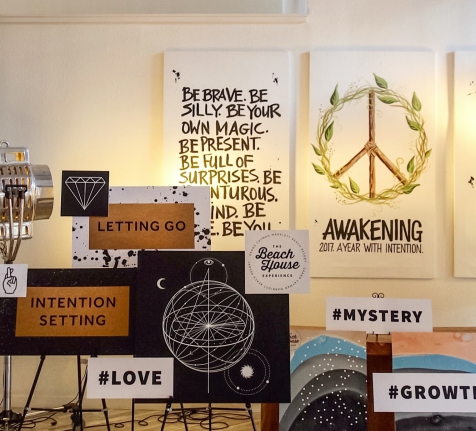 BE BRAVE. BE
SILLY. BE YOUR
OWN MAGIC.
BE PRESENT.
BE FULL OF
SURPRISES. BE
NTUROUS.
IND. BE
E. BE YOU.
AWAKENING
2017. A YEAR WITH INTENTION.
LETTING GO
THE
Beach
House
EXPERIENCE
INTENTION
SETTING
#MYSTERY
#LOVE
#GROWT